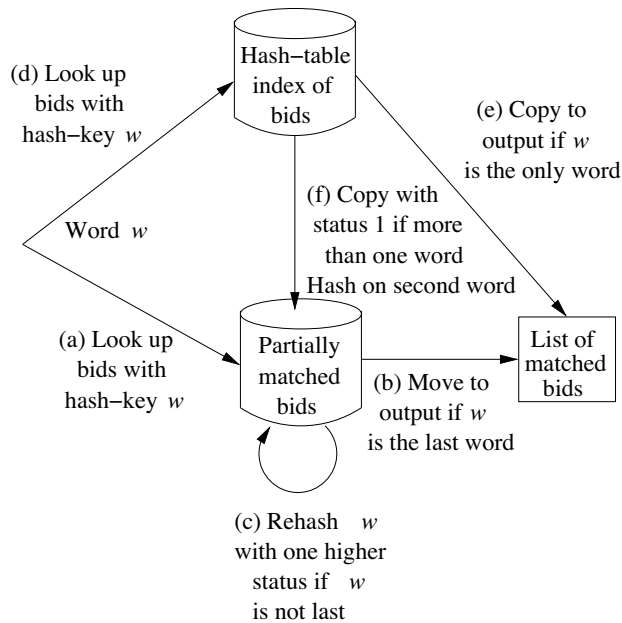 Hash−table
index of
bids
(d) Look up
bids with
hash−key w
(e) Copy to
output if w
is the only word
Word w
(f) Copy with
status 1 if more
than one word
Hash on second word
(a) Look up
bids with
hash−key w
Partially
matched
bids
List of
matched
bids
(b) Move to
output if w
is the last word
(c) Rehash w
with one higher
status if w
is not last